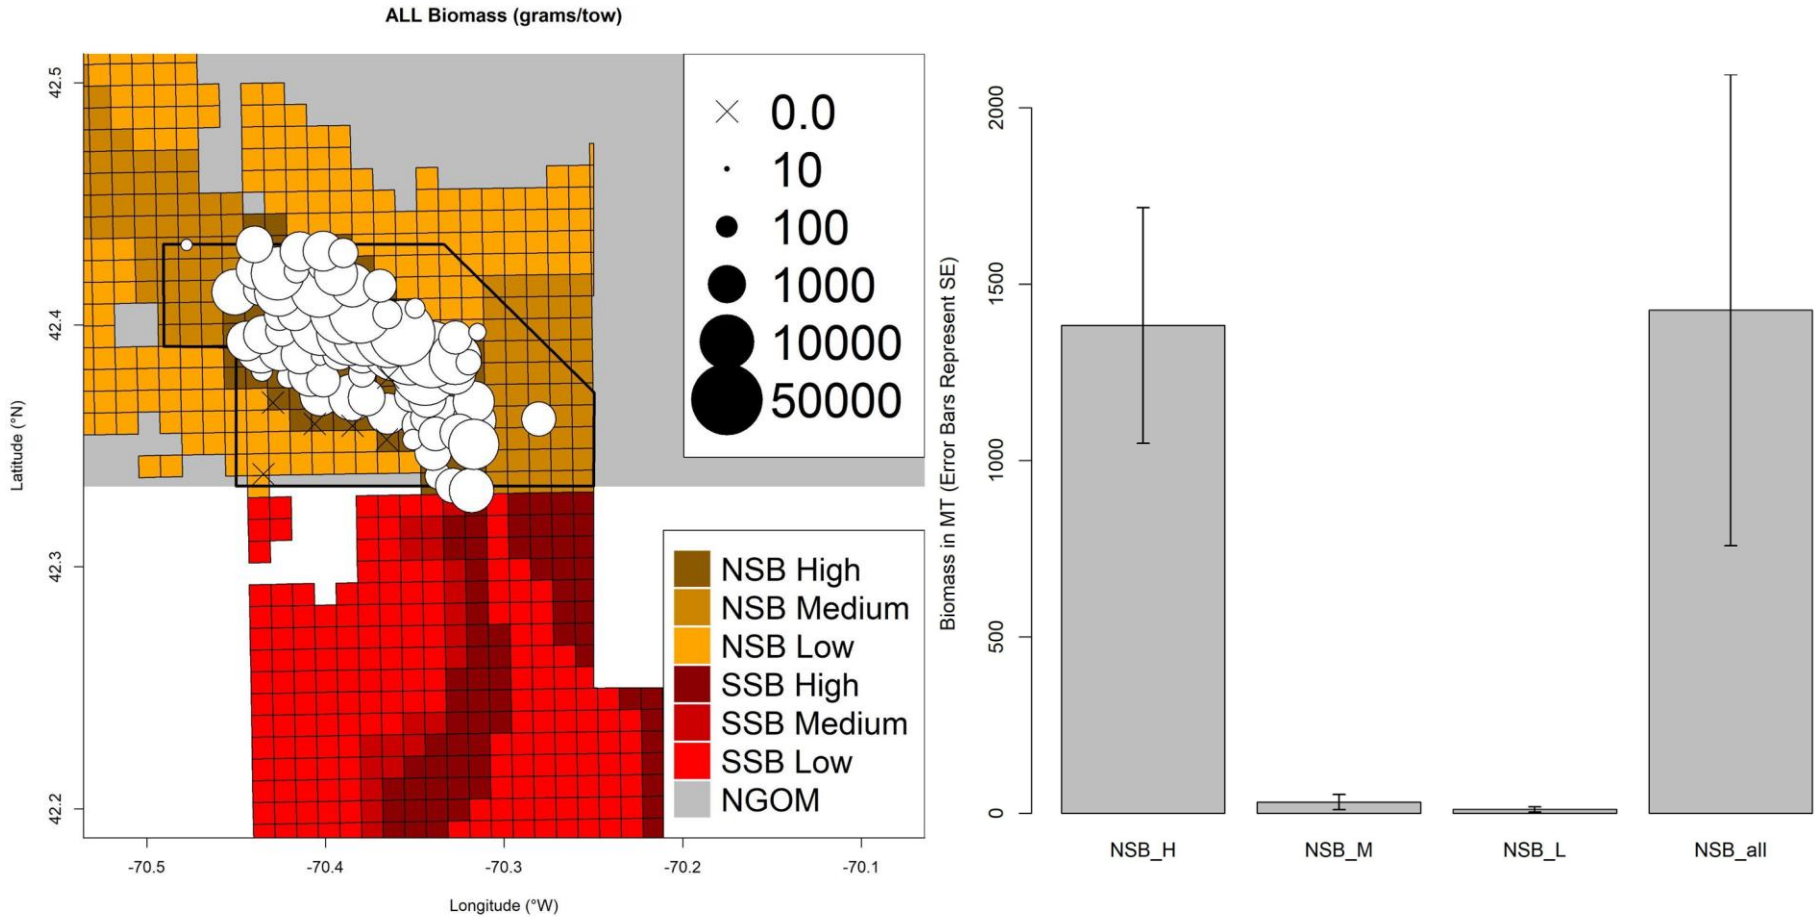 ALL Biomass (grams/tow)
42.5
42.4
42.3
42.2
Latitude (°N)
-70.5
-70.4
-70.3
-70.2
-70.1
Longitude (°W)
0.0
10
100
1000
10000
50000
NSB High
NSB Medium
NSB Low
SSB High
SSB Medium
SSB Low
NGOM
Biomass in MT (Error Bars Represent SE)
2000
1500
1000
500
0
NSB_H
NSB_M
NSB_L
NSB_all